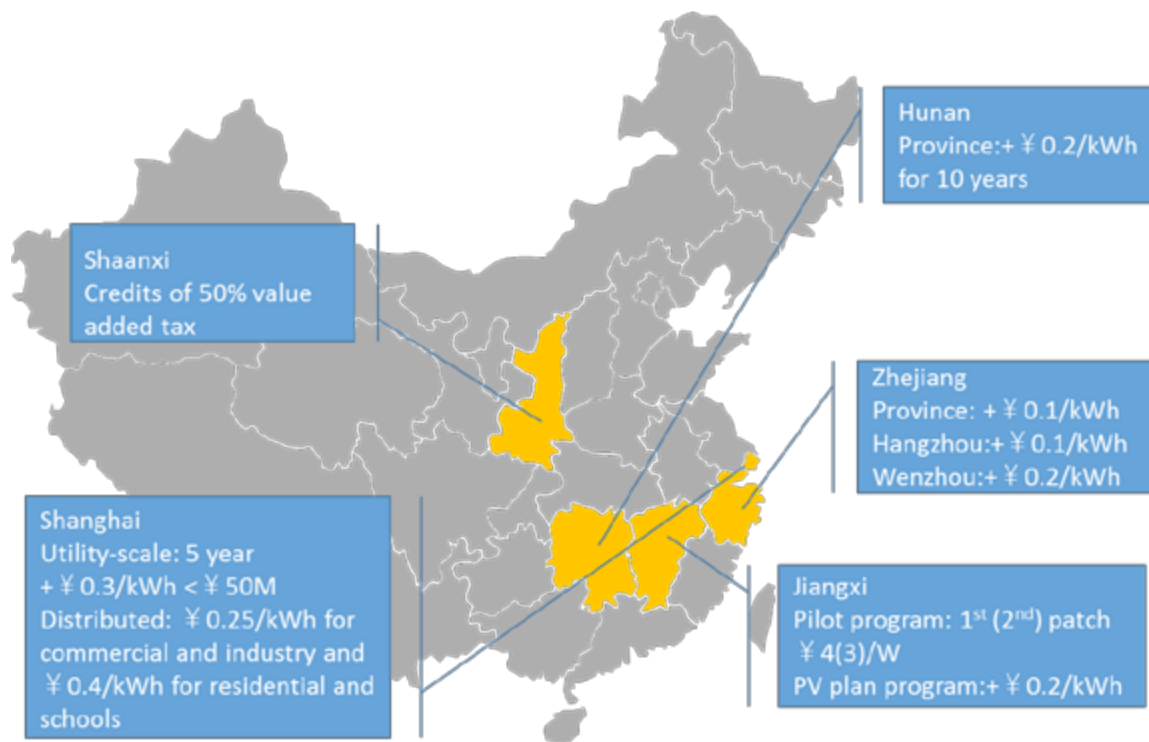 Hunan
Province:+￥0.2/kWh
for 10 years
Shaanxi
Credits of 50% value
added tax
Zhejiang
Province: +￥0.1/kWh
Hangzhou:+￥0.1/kWh
Wenzhou:+￥0.2/kWh
Shanghai
Utility-scale: 5 year
+￥0.3/kWh <￥50M
Distributed: ￥0.25/kWh for
commercial and industry and
￥0.4/kWh for residential and
schools
Jiangxi
Pilot program: 1st (2nd) patch
￥4(3)/W
PV plan program:+￥0.2/kWh